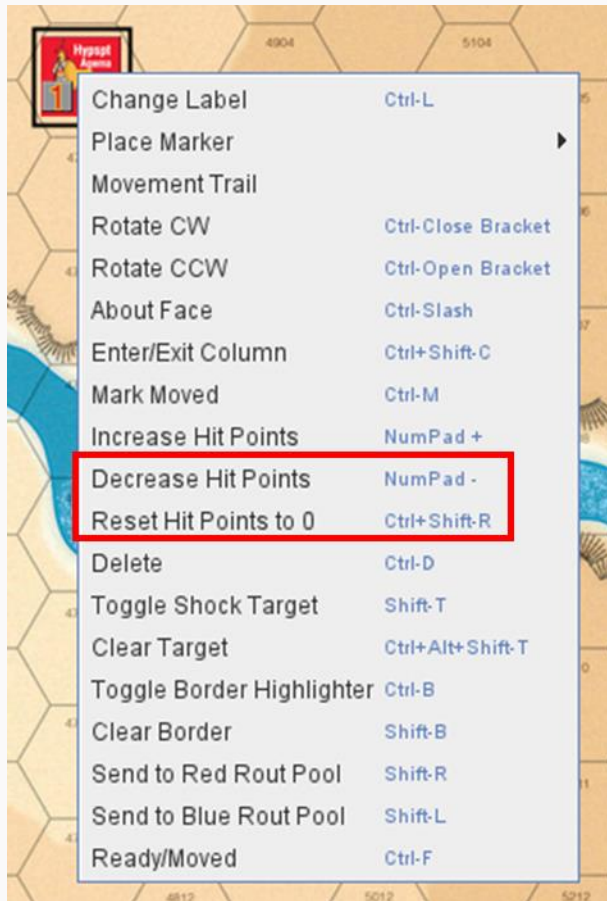 4904
5104
Hypspt
Agema
1
Change Label Ctrl-L
Place Marker
Movement Trail
Rotate CW Ctrl-Close Bracket
Rotate CCW Ctrl-Open Bracket
About Face Ctrl-Slash
Enter/Exit Column Ctrl+Shift-C
Mark Moved Ctrl-M
Increase Hit Points NumPad +
Decrease Hit Points NumPad -
Reset Hit Points to 0 Ctrl+Shift-R
Delete Ctrl-D
Toggle Shock Target Shift-T
Clear Target Ctrl+Alt+Shift-T
Toggle Border Highlighter Ctrl-B
Clear Border Shift-B
Send to Red Rout Pool Shift-R
Send to Blue Rout Pool Shift-L
Ready/Moved Ctrl-F
4812
5012
5212